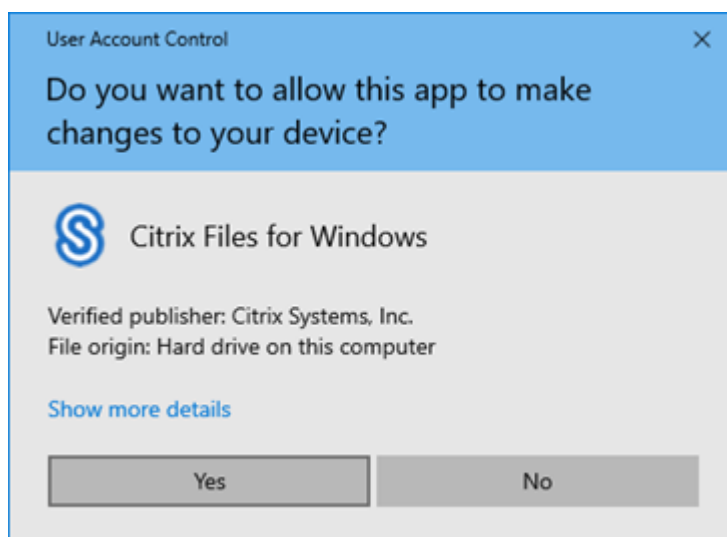 User Account Control
Do you want to allow this app to make
changes to your device?
Citrix Files for Windows
Verified publisher: Citrix Systems, Inc.
File origin: Hard drive on this computer
Show more details
Yes
No